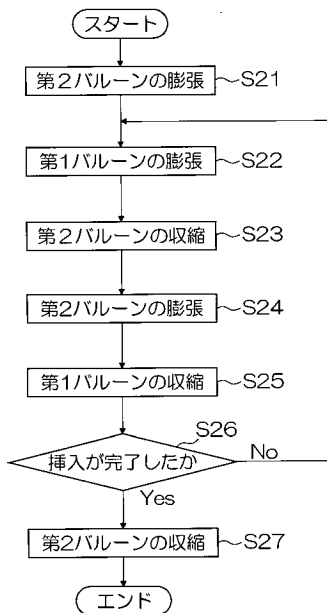 スタート
第2バルーンの膨張 S21
第1バルーンの膨張 S22
第2バルーンの収縮 S23
第2バルーンの膨張 S24
第1バルーンの収縮 S25
S26
挿入が完了したか No
Yes
第2バルーンの収縮 S27
エンド